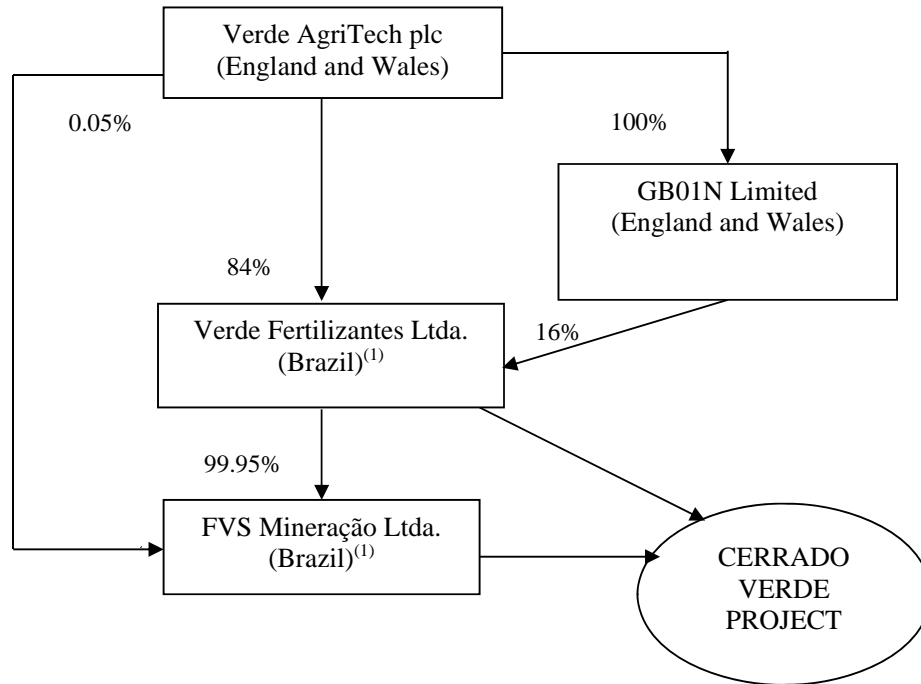 Verde AgriTech plc
(England and Wales)
0.05%
100%
GB01N Limited
(England and Wales)
84%
Verde Fertilizantes Ltda.
(Brazil)(1)
16%
99.95%
FVS Mineração Ltda.
(Brazil)(1)
CERRADO
VERDE
PROJECT